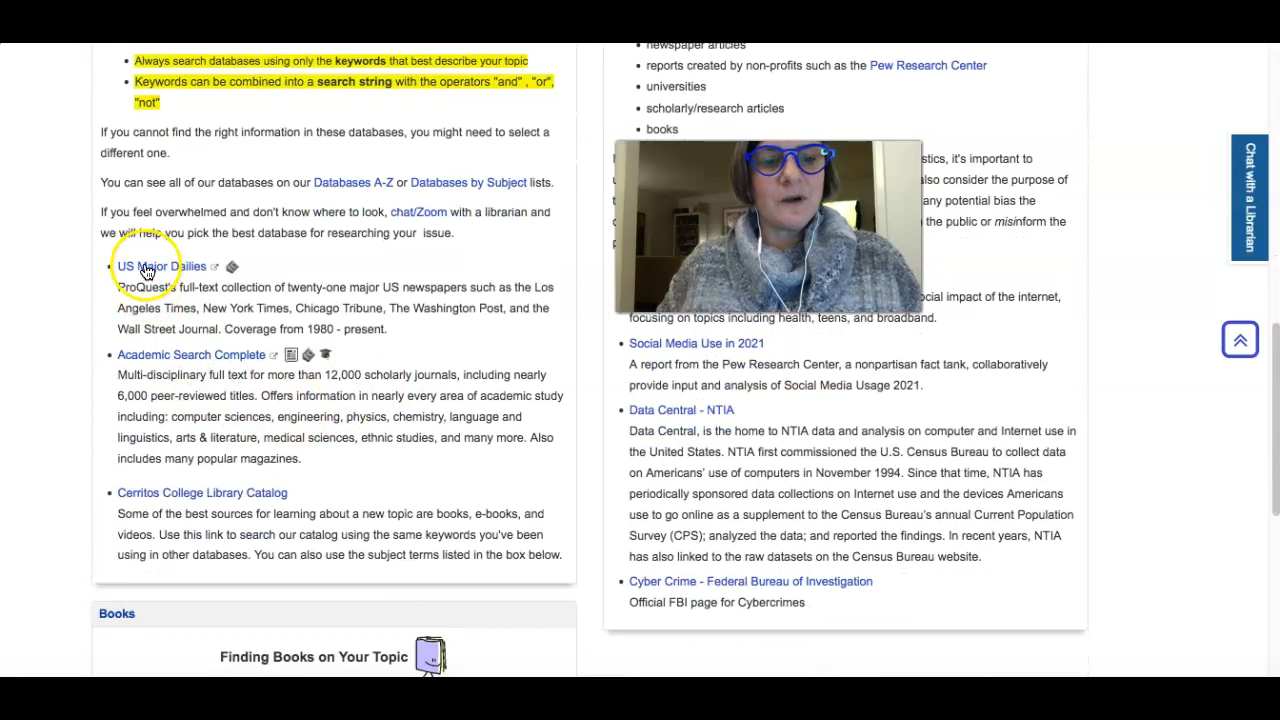 Always search databases using only the keywords that best describe your topic
Keywords can be combined into a search string with the operators "and" , "or",
"not"
If you cannot find the right information in these databases, you might need to select a
different one.
You can see all of our databases on our Databases A-Z or Databases by Subject lists.
If you feel overwhelmed and don't know where to look, chat/Zoom with a librarian and
we will help you pick the best database for researching your issue.
US Major Dailies
ProQuest's full-text collection of twenty-one major US newspapers such as the Los
Angeles Times, New York Times, Chicago Tribune, The Washington Post, and the
Wall Street Journal. Coverage from 1980 - present.
Academic Search Complete
Multi-disciplinary full text for more than 12,000 scholarly journals, including nearly
6,000 peer-reviewed titles. Offers information in nearly every area of academic study
including: computer sciences, engineering, physics, chemistry, language and
linguistics, arts & literature, medical sciences, ethnic studies, and many more. Also
includes many popular magazines.
Cerritos College Library Catalog
Some of the best sources for learning about a new topic are books, e-books, and
videos. Use this link to search our catalog using the same keywords you've been
using in other databases. You can also use the subject terms listed in the box below.
Books
Finding Books on Your Topic
newspaper articles
reports created by non-profits such as the Pew Research Center
universities
scholarly/research articles
books
it's important to
also consider the purpose of
any potential bias the
the public or misinform the
impact of the internet,
focusing on topics including health, teens, and broadband.
Social Media Use in 2021
A report from the Pew Research Center, a nonpartisan fact tank, collaboratively
provide input and analysis of Social Media Usage 2021.
Data Central - NTIA
Data Central, is the home to NTIA data and analysis on computer and Internet use in
the United States. NTIA first commissioned the U.S. Census Bureau to collect data
on Americans' use of computers in November 1994. Since that time, NTIA has
periodically sponsored data collections on Internet use and the devices Americans
use to go online as a supplement to the Census Bureau's annual Current Population
Survey (CPS); analyzed the data; and reported the findings. In recent years, NTIA
has also linked to the raw datasets on the Census Bureau website.
Cyber Crime - Federal Bureau of Investigation
Official FBI page for Cybercrimes
Chat with a Librarian